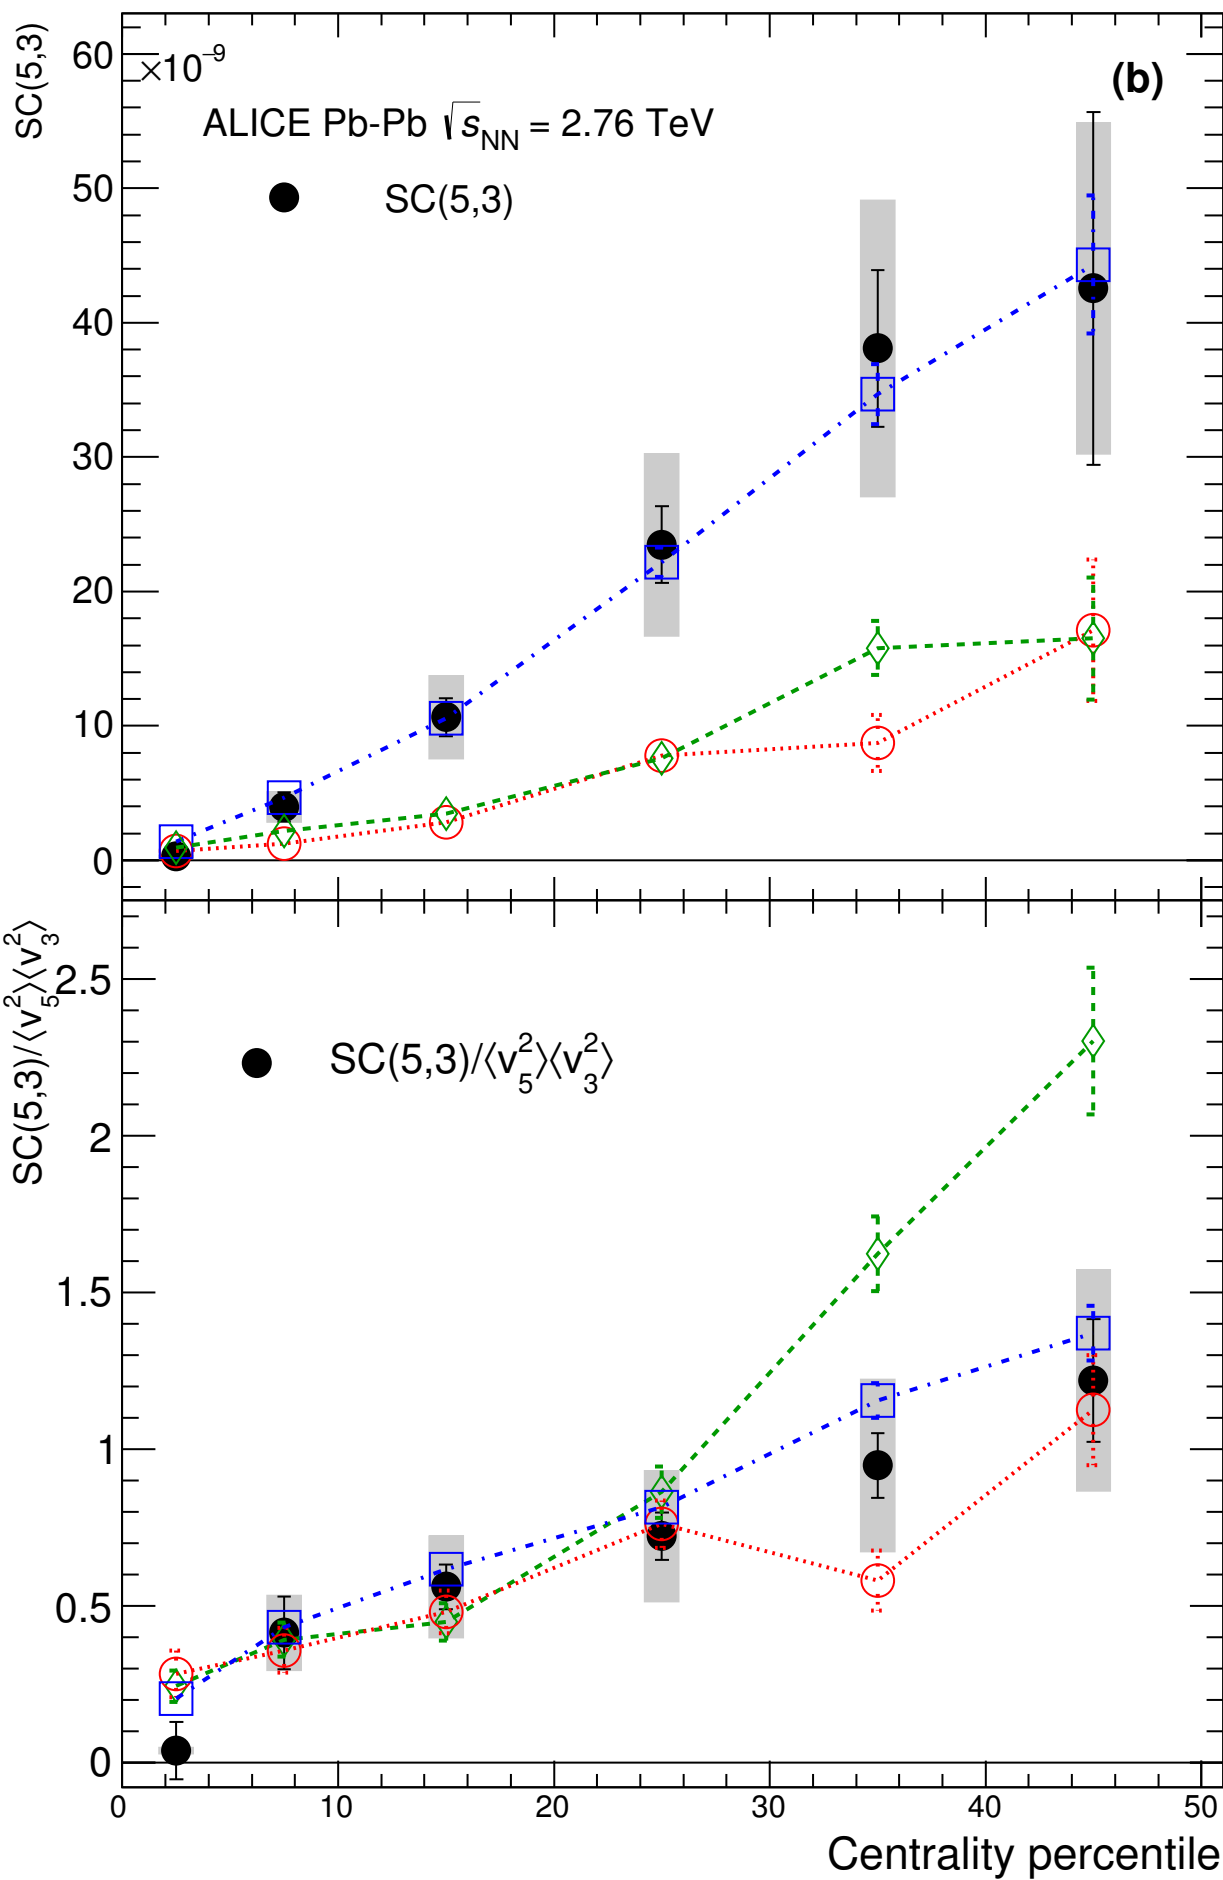 SC(5,3)
×10⁻⁹
(b)
ALICE Pb-Pb √s_NN = 2.76 TeV
SC(5,3)
60
50
40
30
20
10
0
SC(5,3)/⟨v₅²⟩⟨v₃²⟩
SC(5,3)/⟨v₅²⟩⟨v₃²⟩
2.5
2
1.5
1
0.5
0
0 10 20 30 40 50
Centrality percentile